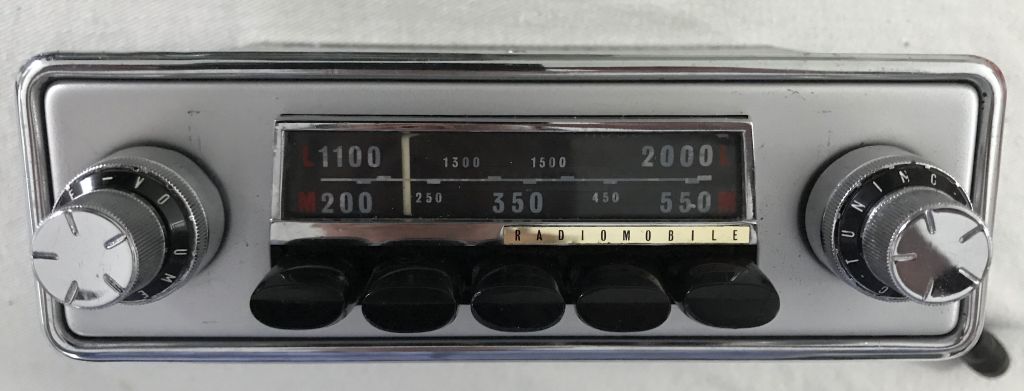 L 1100 1300 1500 2000 L
M 200 250 350 450 550 M
RADIOMOBILE
VOLUME
TUNING